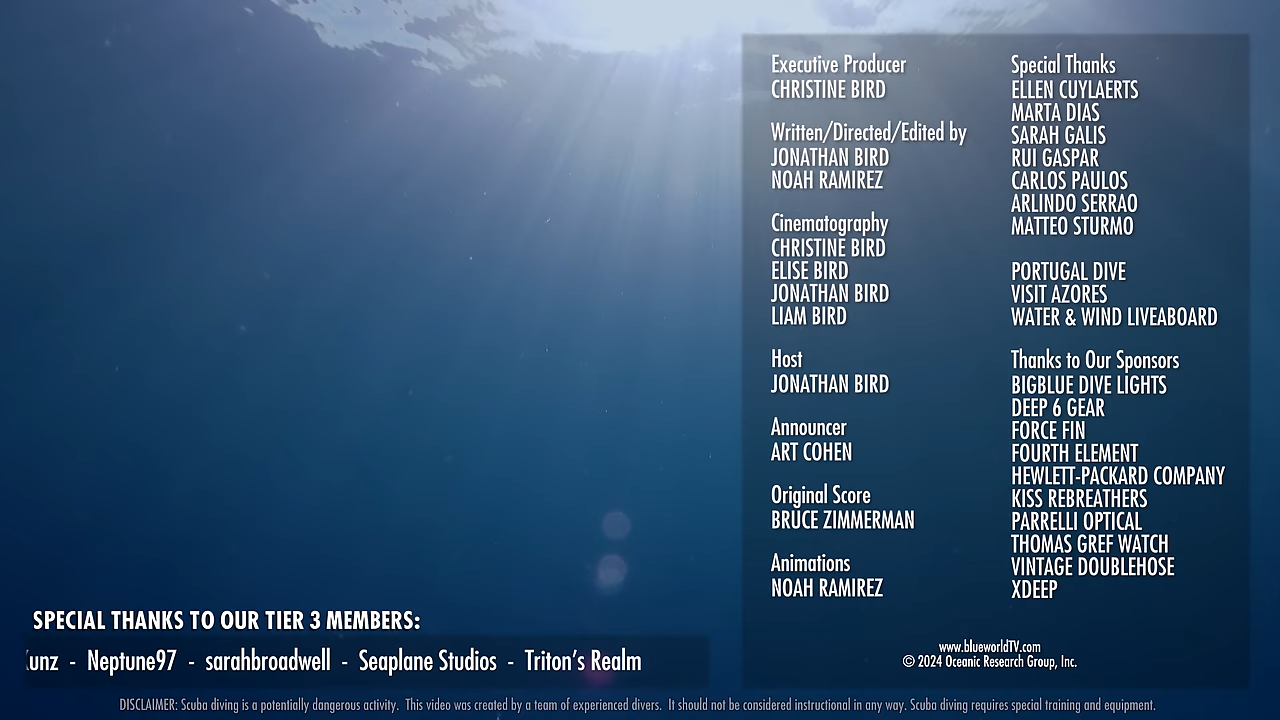 Executive Producer
CHRISTINE BIRD
Written/Directed/Edited by
JONATHAN BIRD
NOAH RAMIREZ
Cinematography
CHRISTINE BIRD
ELISE BIRD
JONATHAN BIRD
LIAM BIRD
Host
JONATHAN BIRD
Announcer
ART COHEN
Original Score
BRUCE ZIMMERMAN
Animations
NOAH RAMIREZ
Special Thanks
ELLEN CUYLAERTS
MARTA DIAS
SARAH GALIS
RUI GASPAR
CARLOS PAULOS
ARLINDO SERRAO
MATTEO STURMO
PORTUGAL DIVE
VISIT AZORES
WATER & WIND LIVEABOARD
Thanks to Our Sponsors
BIGBLUE DIVE LIGHTS
DEEP 6 GEAR
FORCE FIN
FOURTH ELEMENT
HEWLETT-PACKARD COMPANY
KISS REBREATHERS
PARRELLI OPTICAL
THOMAS GREF WATCH
VINTAGE DOUBLEHOSE
XDEEP
www.blueworldTV.com
© 2024 Oceanic Research Group, Inc.
SPECIAL THANKS TO OUR TIER 3 MEMBERS:
- Neptune97 - sarahbroadwell - Seaplane Studios - Triton's Realm
DISCLAIMER: Scuba diving is a potentially dangerous activity. This video was created by a team of experienced divers. It should not be considered instructional in any way. Scuba diving requires special training and equipment.